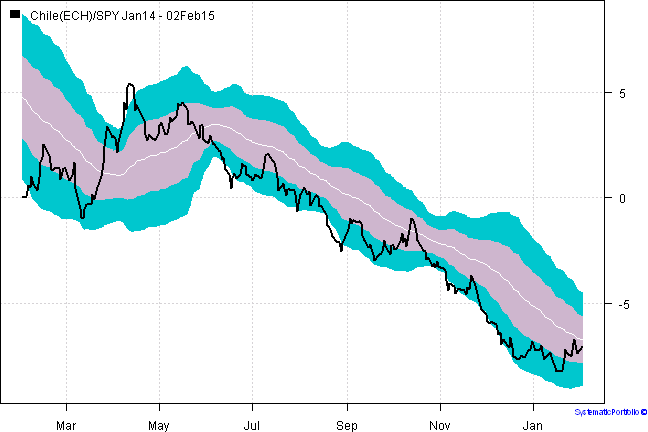 Chile(ECH)/SPY Jan14 - 02Feb15
5
0
-5
Mar May Jul Sep Nov Jan
SystematicPortfolio ©